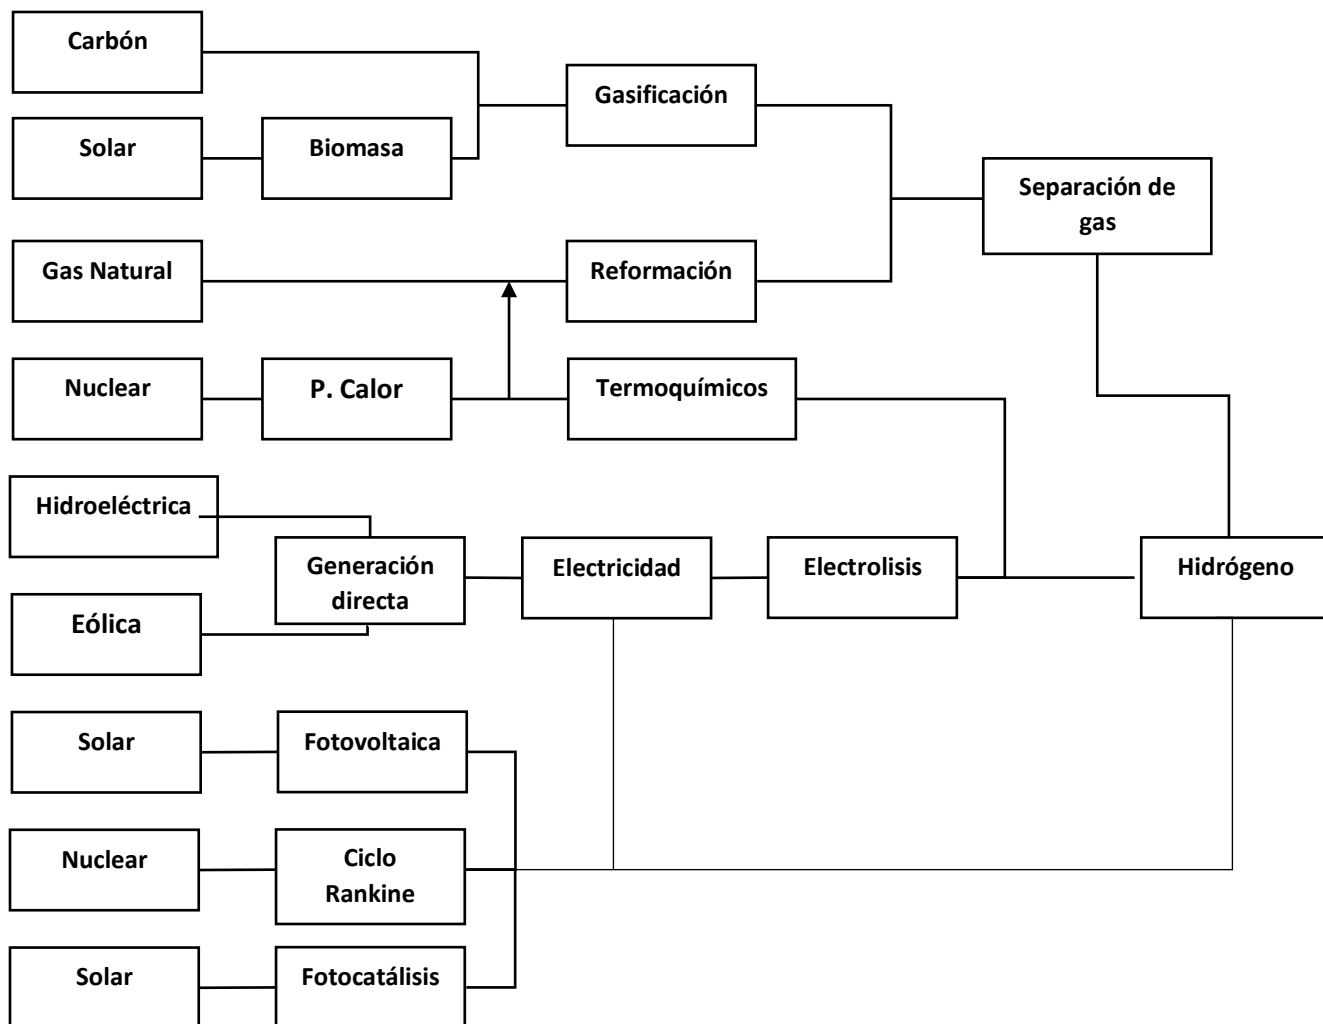 Carbón
Gasificación
Solar
Biomasa
Separación de
gas
Gas Natural
Reformación
Nuclear
P. Calor
Termoquímicos
Hidroeléctrica
Generación
directa
Electricidad
Electrolisis
Hidrógeno
Eólica
Solar
Fotovoltaica
Nuclear
Ciclo
Rankine
Solar
Fotocatálisis